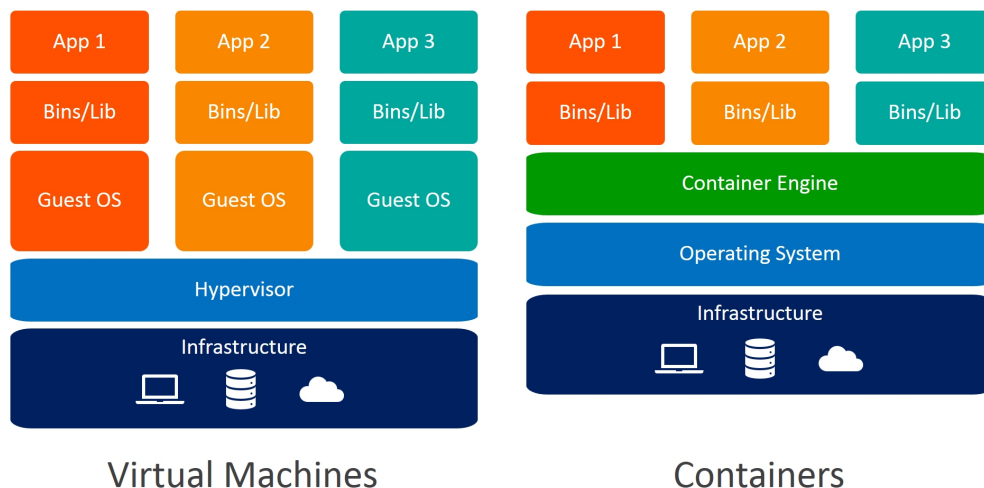 App 1 App 2 App 3
Bins/Lib Bins/Lib Bins/Lib
Guest OS Guest OS Guest OS
Hypervisor
Infrastructure
Virtual Machines
App 1 App 2 App 3
Bins/Lib Bins/Lib Bins/Lib
Container Engine
Operating System
Infrastructure
Containers